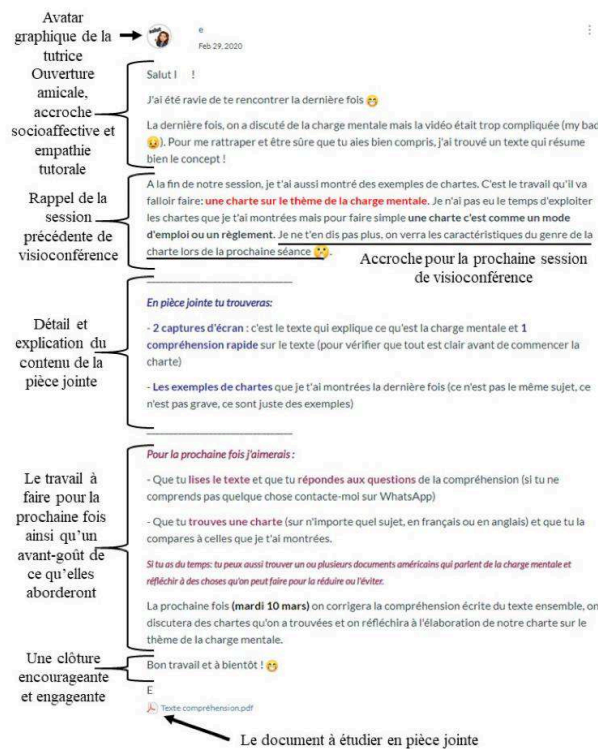 Avatar
graphique de la
tutrice
e
Feb 29, 2020
Ouverture
amicale,
accroche
socioaffective et
empathie
tutorale
Salut I !
J'ai été ravie de te rencontrer la dernière fois
La dernière fois, on a discuté de la charge mentale mais la vidéo était trop compliquée (my bad
). Pour me rattraper et être sûre que tu aies bien compris, j'ai trouvé un texte qui résume
bien le concept !
Rappel de la
session
précédente de
visioconférence
A la fin de notre session, je t'ai aussi montré des exemples de chartes. C'est le travail qu'il va
falloir faire: une charte sur le thème de la charge mentale. Je n'ai pas eu le temps d'exploiter
les chartes que je t'ai montrées mais pour faire simple une charte c'est comme un mode
d'emploi ou un règlement. Je ne t'en dis pas plus, on verra les caractéristiques du genre de la
charte lors de la prochaine séance .
Accroche pour la prochaine session
de visioconférence
Détail et
explication du
contenu de la
pièce jointe
En pièce jointe tu trouveras:
- 2 captures d'écran : c'est le texte qui explique ce qu'est la charge mentale et 1
compréhension rapide sur le texte (pour vérifier que tout est clair avant de commencer la
charte)
- Les exemples de chartes que je t'ai montrées la dernière fois (ce n'est pas le même sujet, ce
n'est pas grave, ce sont juste des exemples)
Le travail à
faire pour la
prochaine fois
ainsi qu'un
avant-goût de
ce qu'elles
aborderont
Pour la prochaine fois j'aimerais :
- Que tu lises le texte et que tu répondes aux questions de la compréhension (si tu ne
comprends pas quelque chose contacte-moi sur WhatsApp)
- Que tu trouves une charte (sur n'importe quel sujet, en français ou en anglais) et que tu la
compares à celles que je t'ai montrées.
Si tu as du temps: tu peux aussi trouver un ou plusieurs documents américains qui parlent de la charge mentale et
réfléchir à des choses qu'on peut faire pour la réduire ou l'éviter.
La prochaine fois (mardi 10 mars) on corrigera la compréhension écrite du texte ensemble, on
discutera des chartes qu'on a trouvées et on réfléchira à l'élaboration de notre charte sur le
thème de la charge mentale.
Une clôture
encourageante
et engageante
Bon travail et à bientôt !
E
Texte compréhension.pdf
Le document à étudier en pièce jointe